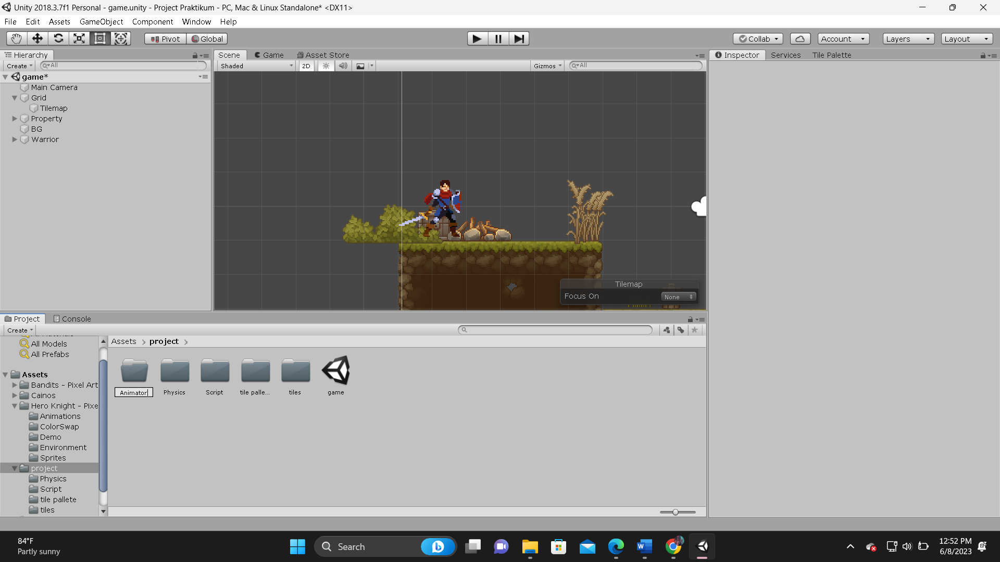 Unity 2018.3.7f1 Personal - game.unity - Project Praktikum - PC, Mac & Linux Standalone* <DX11>
File Edit Assets GameObject Component Window Help
Pivot Global Collab Account Layers Layout
Hierarchy Scene Game Asset Store Inspector Services Tile Palette
Create All Shaded 2D Gizmos All
game*
Main Camera
Grid
Tilemap
Property
BG
Warrior
Tilemap
Focus On None
Project Console
Create
Assets project
All Models
All Prefabs
Assets
Bandits - Pixel Art
Cainos
Hero Knight - Pixe
Animations
ColorSwap
Demo
Environment
Sprites
project
Physics
Script
tile pallete
tiles
Animator Physics Script tile palle... tiles game
84°F
Partly sunny
Search
12:52 PM
6/8/2023